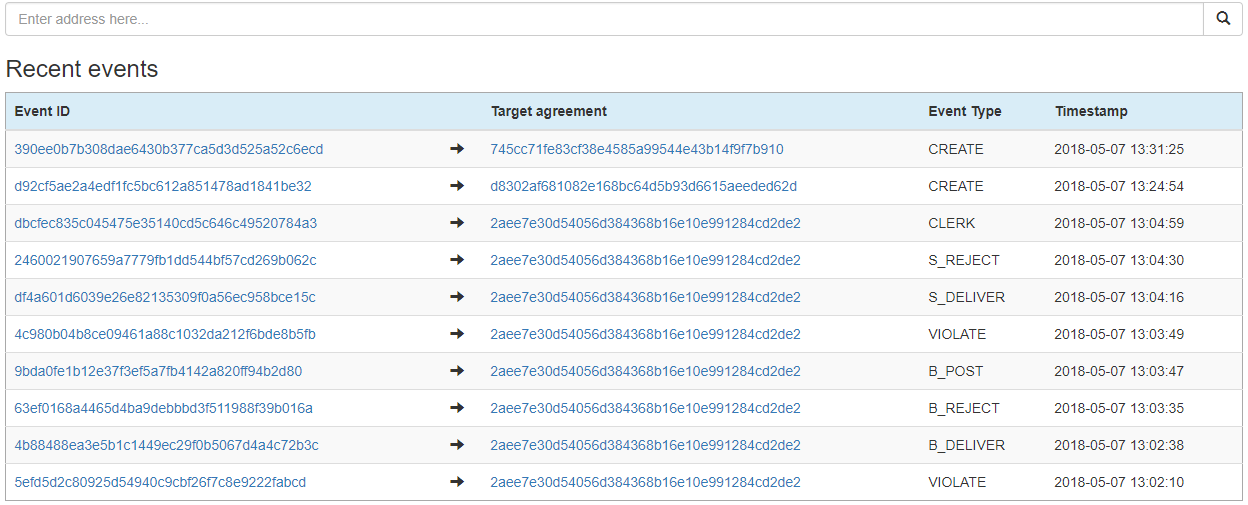 Enter address here...
Recent events
Event ID Target agreement Event Type Timestamp
390ee0b7b308dae6430b377ca5d3d525a52c6ecd 745cc71fe83cf38e4585a99544e43b14f9f7b910 CREATE 2018-05-07 13:31:25
d92cf5ae2a4edf1fc5bc612a851478ad1841be32 d8302af681082e168bc64d5b93d6615aeeded62d CREATE 2018-05-07 13:24:54
dbcfec835c045475e35140cd5c646c49520784a3 2aee7e30d54056d384368b16e10e991284cd2de2 CLERK 2018-05-07 13:04:59
2460021907659a7779fb1dd544bf57cd269b062c 2aee7e30d54056d384368b16e10e991284cd2de2 S_REJECT 2018-05-07 13:04:30
df4a601d6039e26e82135309f0a56ec958bce15c 2aee7e30d54056d384368b16e10e991284cd2de2 S_DELIVER 2018-05-07 13:04:16
4c980b04b8ce09461a88c1032da212f6bde8b5fb 2aee7e30d54056d384368b16e10e991284cd2de2 VIOLATE 2018-05-07 13:03:49
9bda0fe1b12e37f3ef5a7fb4142a820ff94b2d80 2aee7e30d54056d384368b16e10e991284cd2de2 B_POST 2018-05-07 13:03:47
63ef0168a4465d4ba9debbbd3f511988f39b016a 2aee7e30d54056d384368b16e10e991284cd2de2 B_REJECT 2018-05-07 13:03:35
4b88488ea3e5b1c1449ec29f0b5067d4a4c72b3c 2aee7e30d54056d384368b16e10e991284cd2de2 B_DELIVER 2018-05-07 13:02:38
5efd5d2c80925d54940c9cbf26f7c8e9222fabcd 2aee7e30d54056d384368b16e10e991284cd2de2 VIOLATE 2018-05-07 13:02:10